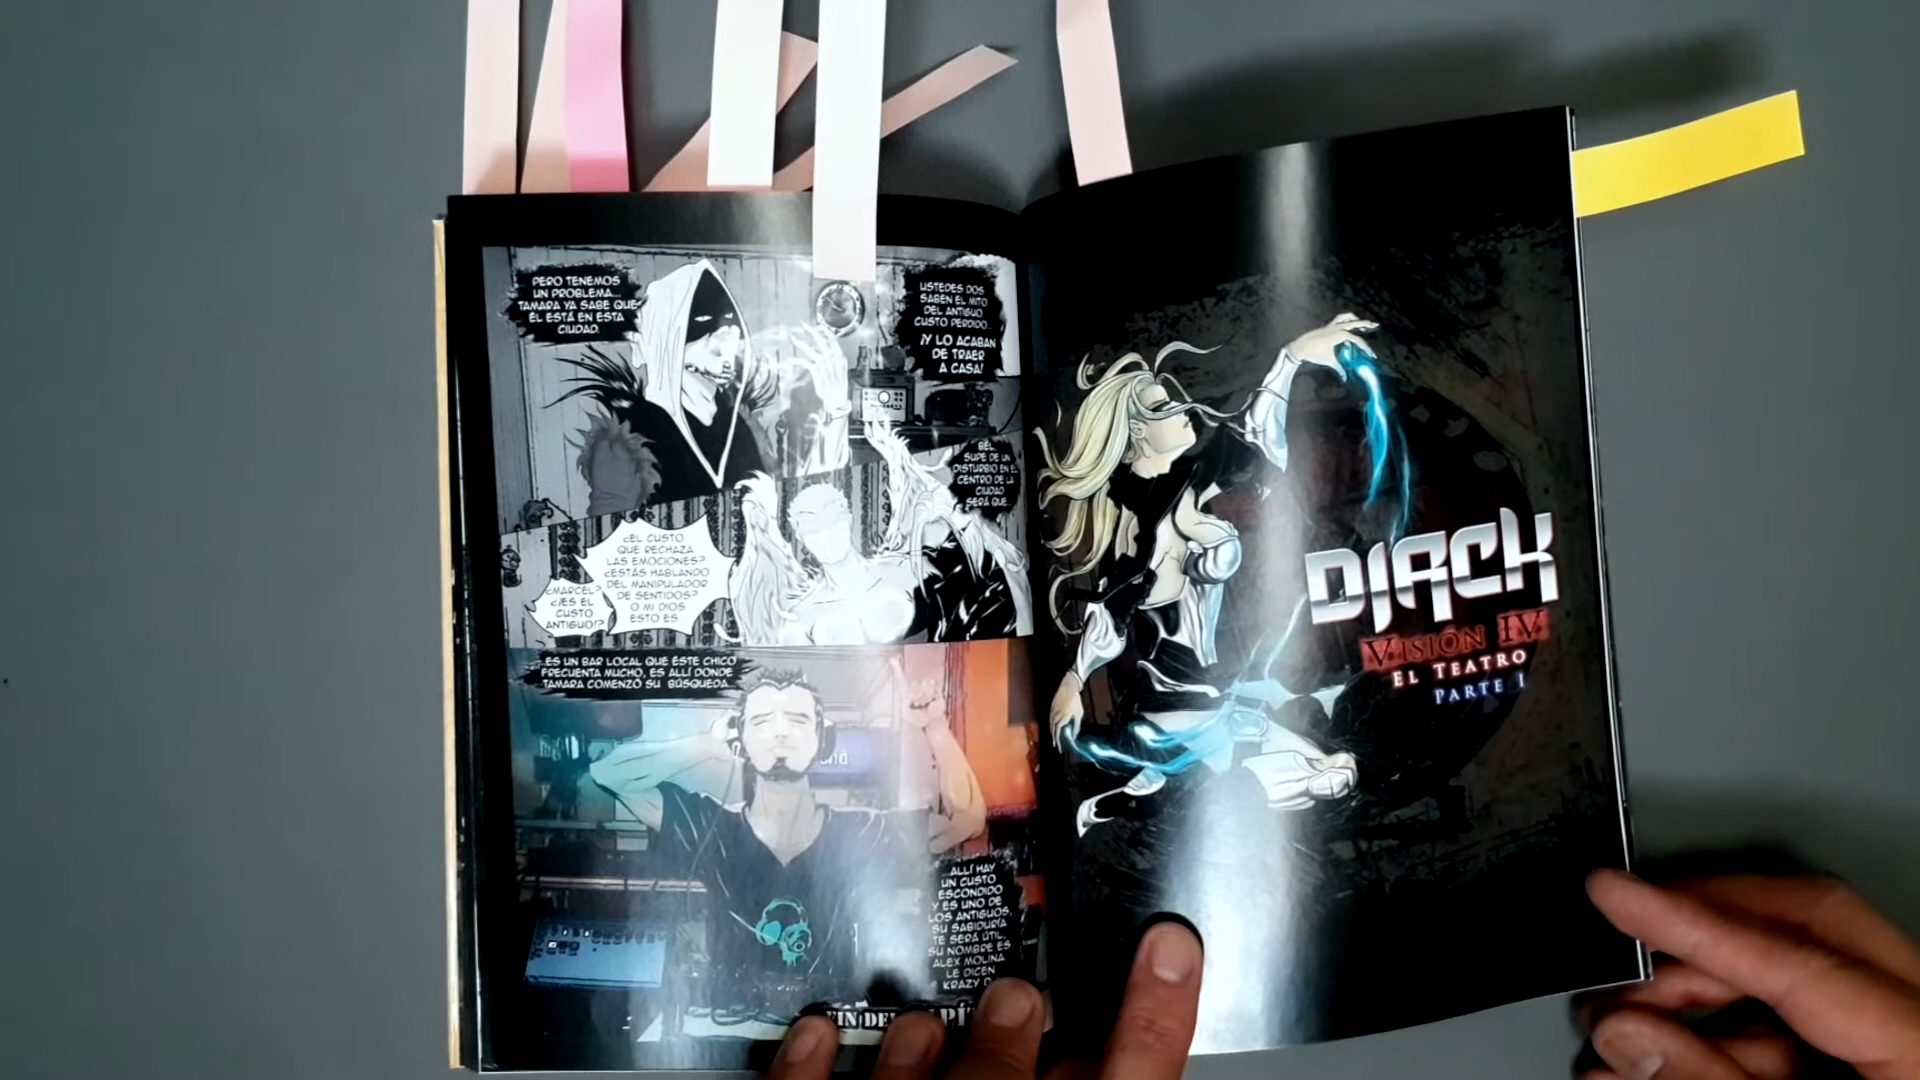 PERO TENEMOS
UN PROBLEMA...
TAMARA YA SABE QUE
ÉL ESTÁ EN ESTA
CIUDAD.
USTEDES DOS
SABEN EL MITO
DEL ANTIGUO
CUSTO PERDIDO...
¡Y LO ACABAN
DE TRAER
A CASA!
BEL,
SUPE DE UN
DISTURBIO EN EL
CENTRO DE LA
CIUDAD
SERÁ QUE...
¿EL CUSTO
QUE RECHAZA
LAS EMOCIONES?
¿ESTÁS HABLANDO
DEL MANIPULADOR
DE SENTIDOS?
O MI DIOS
ESTO ES...
¿MARCEL?
¿¡ES EL
CUSTO
ANTIGUO!?
...ES UN BAR LOCAL QUE ÉSTE CHICO
FRECUENTA MUCHO, ES ALLÍ DONDE
TAMARA COMENZÓ SU BÚSQUEDA...
...ALLÍ HAY
UN CUSTO
ESCONDIDO
Y ES UNO DE
LOS ANTIGUOS,
SU SABIDURÍA
TE SERÁ ÚTIL,
SU NOMBRE ES
ALEX MOLINA
LE DICEN
KRAZY
FIN DEL
DJACK
VISIÓN IV
EL TEATRO
PARTE I